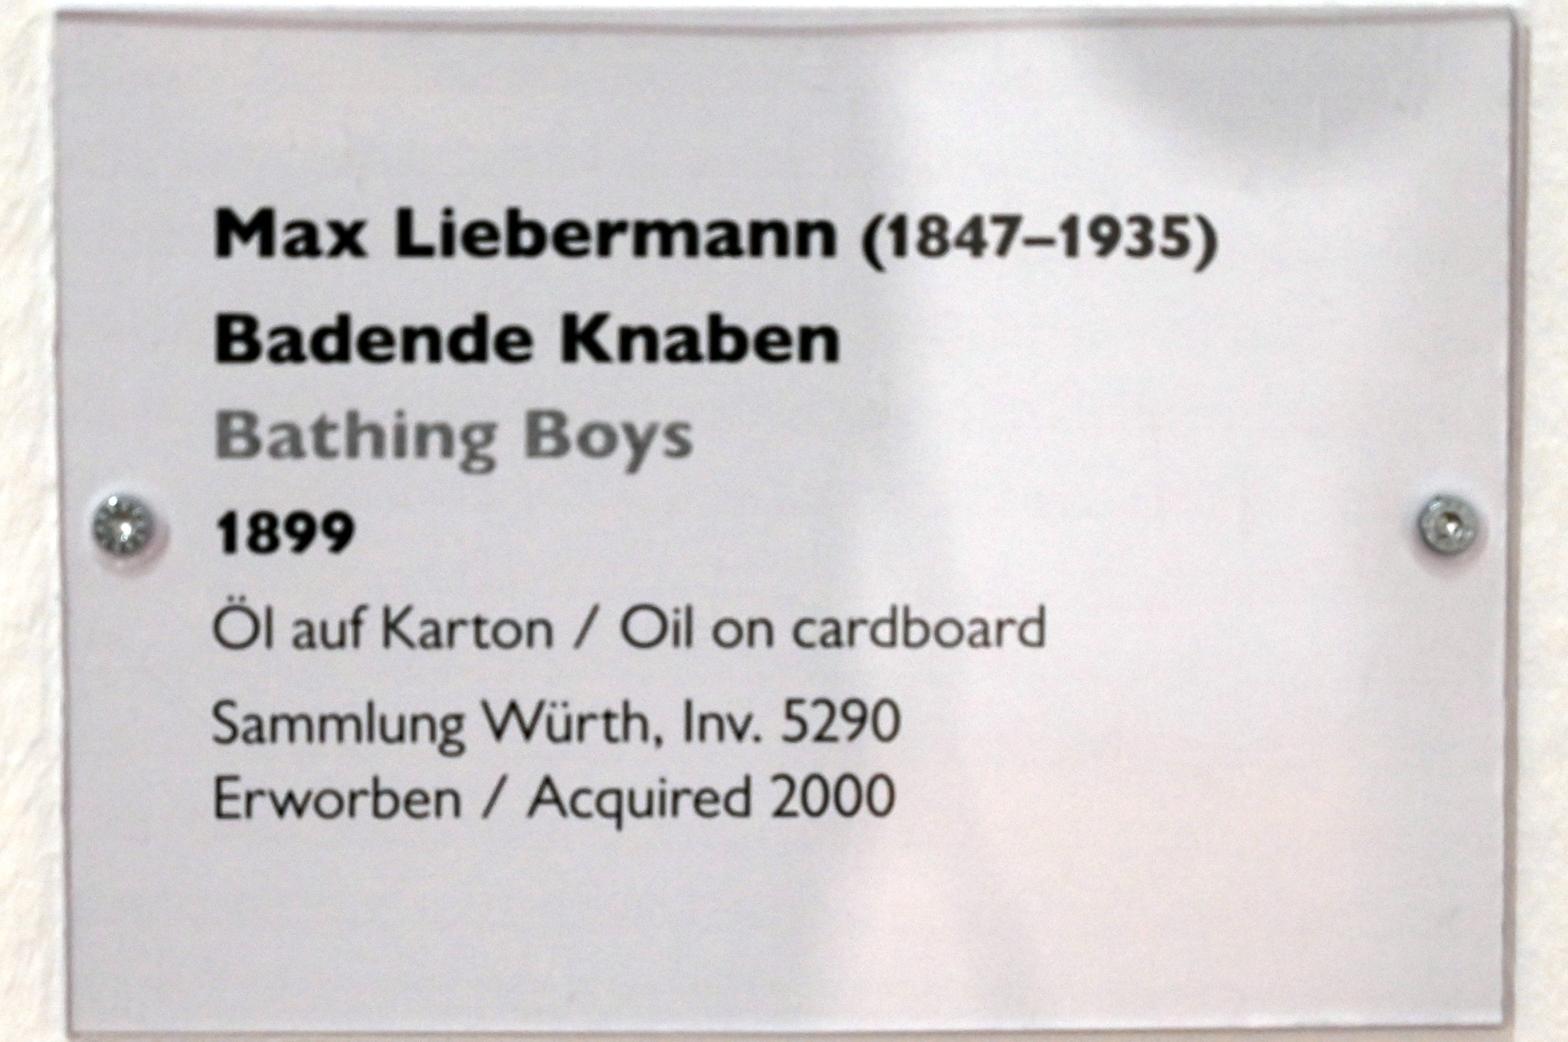 Max Liebermann (1847–1935)
Badende Knaben
Bathing Boys
1899
Öl auf Karton / Oil on cardboard
Sammlung Würth, Inv. 5290
Erworben / Acquired 2000